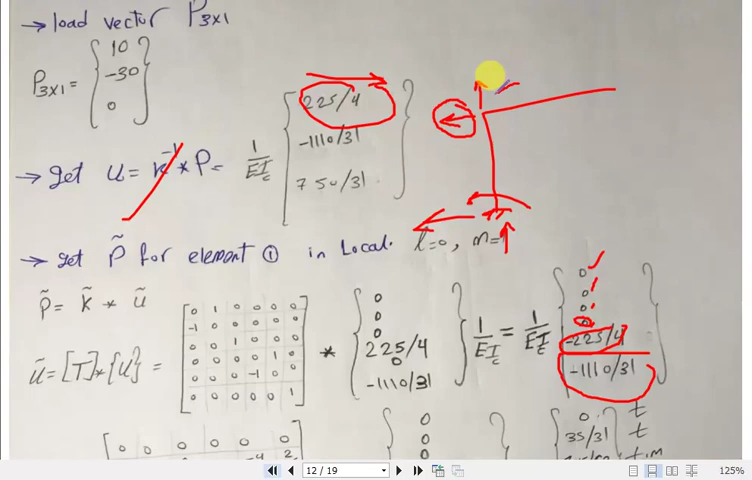 → load vector P3x1
P3x1 = { 10
-30
0 }
→ get U = K⁻¹ * P = 1/EIc { 225/4
-1110/31
750/31 }
→ get P̃ for element ① in Local. l=0, m=1
P̃ = K̃ * ũ
ũ = [T] * {U} =
0 1 0 0 0 0
-1 0 0 0 0 0
0 0 1 0 0 0
0 0 0 0 1 0
0 0 0 -1 0 0
0 0 0 0 0 1
*
0
0
0
225/4
0
-1110/31
1/EIc = 1/EIc
0
0
0
0
-225/4
-1110/31
0 0 0 0 0 0
-4 2
0
0
0
0 t
35/31 t
t.m
12 / 19
125%